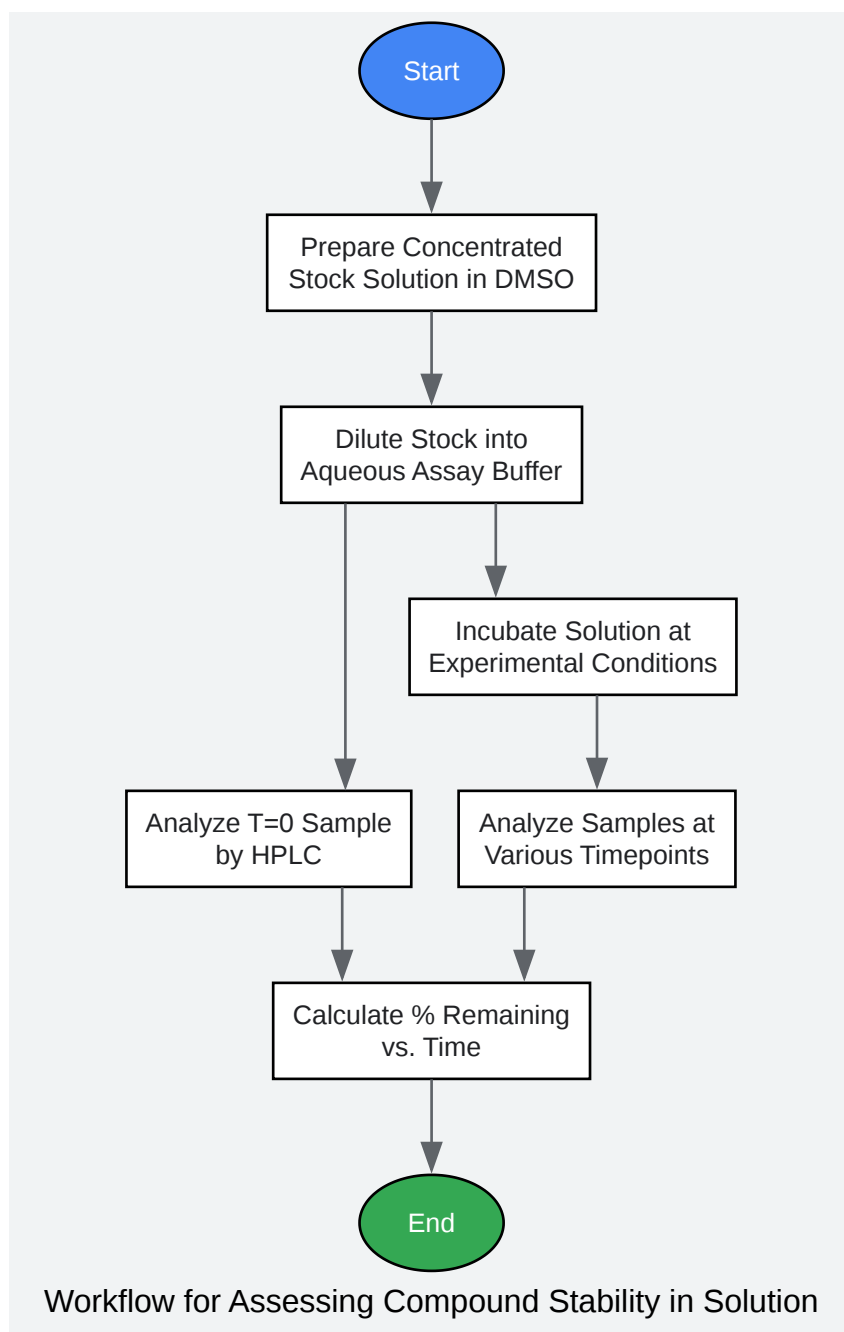 Start
Prepare Concentrated
Stock Solution in DMSO
Dilute Stock into
Aqueous Assay Buffer
Incubate Solution at
Experimental Conditions
Analyze T=0 Sample
by HPLC
Analyze Samples at
Various Timepoints
Calculate % Remaining
vs. Time
End
Workflow for Assessing Compound Stability in Solution